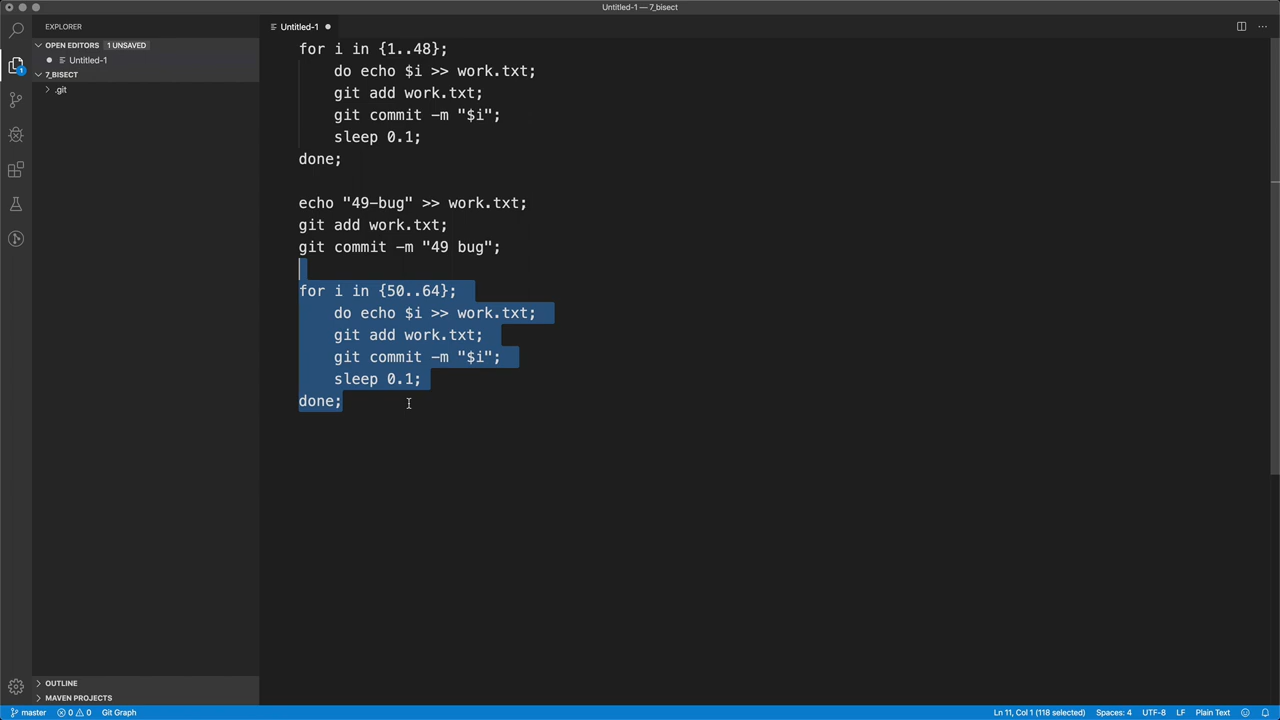 Untitled-1 — 7_bisect
EXPLORER
Untitled-1
OPEN EDITORS 1 UNSAVED
Untitled-1
7_BISECT
.git
1
for i in {1..48};
do echo $i >> work.txt;
git add work.txt;
git commit -m "$i";
sleep 0.1;
done;
echo "49-bug" >> work.txt;
git add work.txt;
git commit -m "49 bug";
for i in {50..64};
do echo $i >> work.txt;
git add work.txt;
git commit -m "$i";
sleep 0.1;
done;
OUTLINE
MAVEN PROJECTS
master 0 0 Git Graph Ln 11, Col 1 (118 selected) Spaces: 4 UTF-8 LF Plain Text